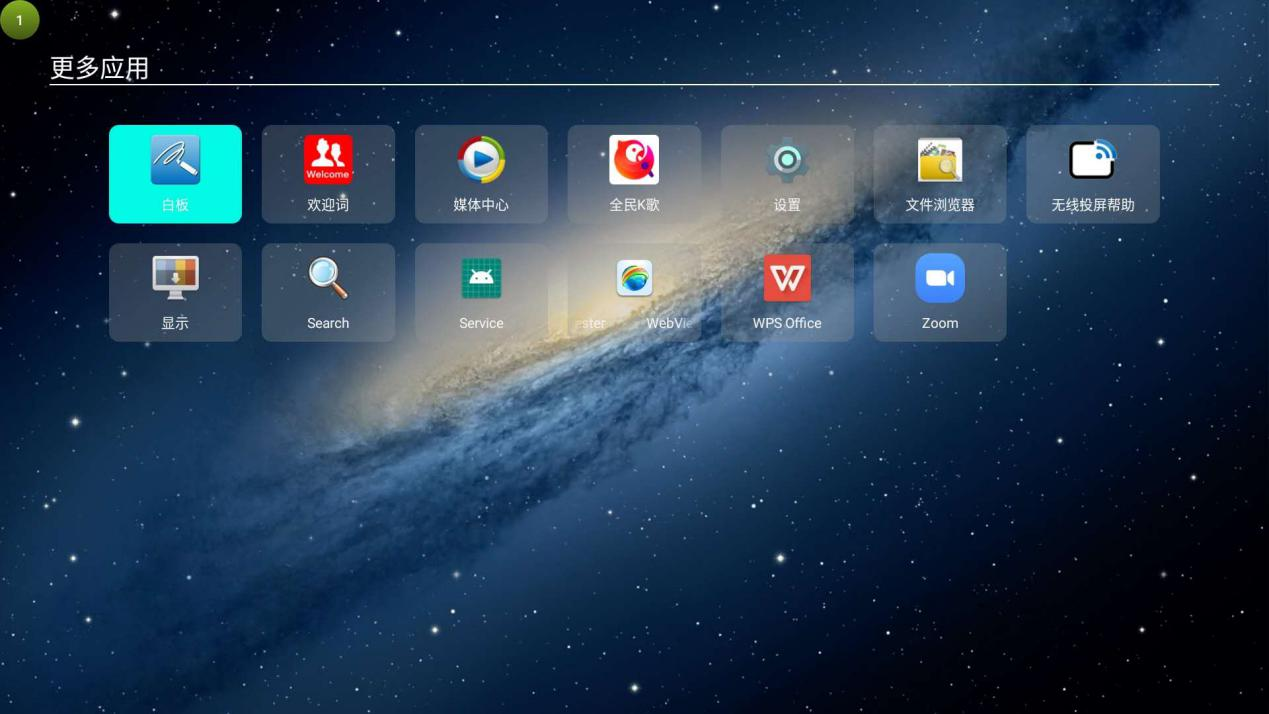 1
更多应用
Welcome
白板
欢迎词
媒体中心
全民K歌
设置
文件浏览器
无线投屏帮助
显示
Search
Service
WPS Office
Zoom